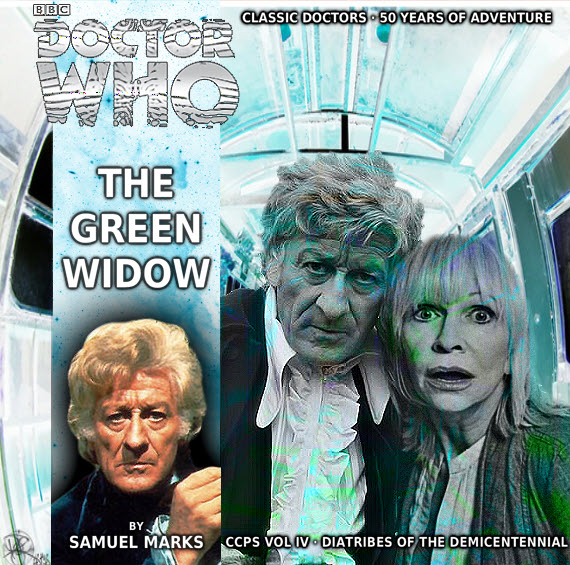 CLASSIC DOCTORS · 50 YEARS OF ADVENTURE
BBC
DOCTOR
WHO
THE
GREEN
WIDOW
BY
SAMUEL MARKS
CCPS VOL IV · DIATRIBES OF THE DEMICENTENNIAL